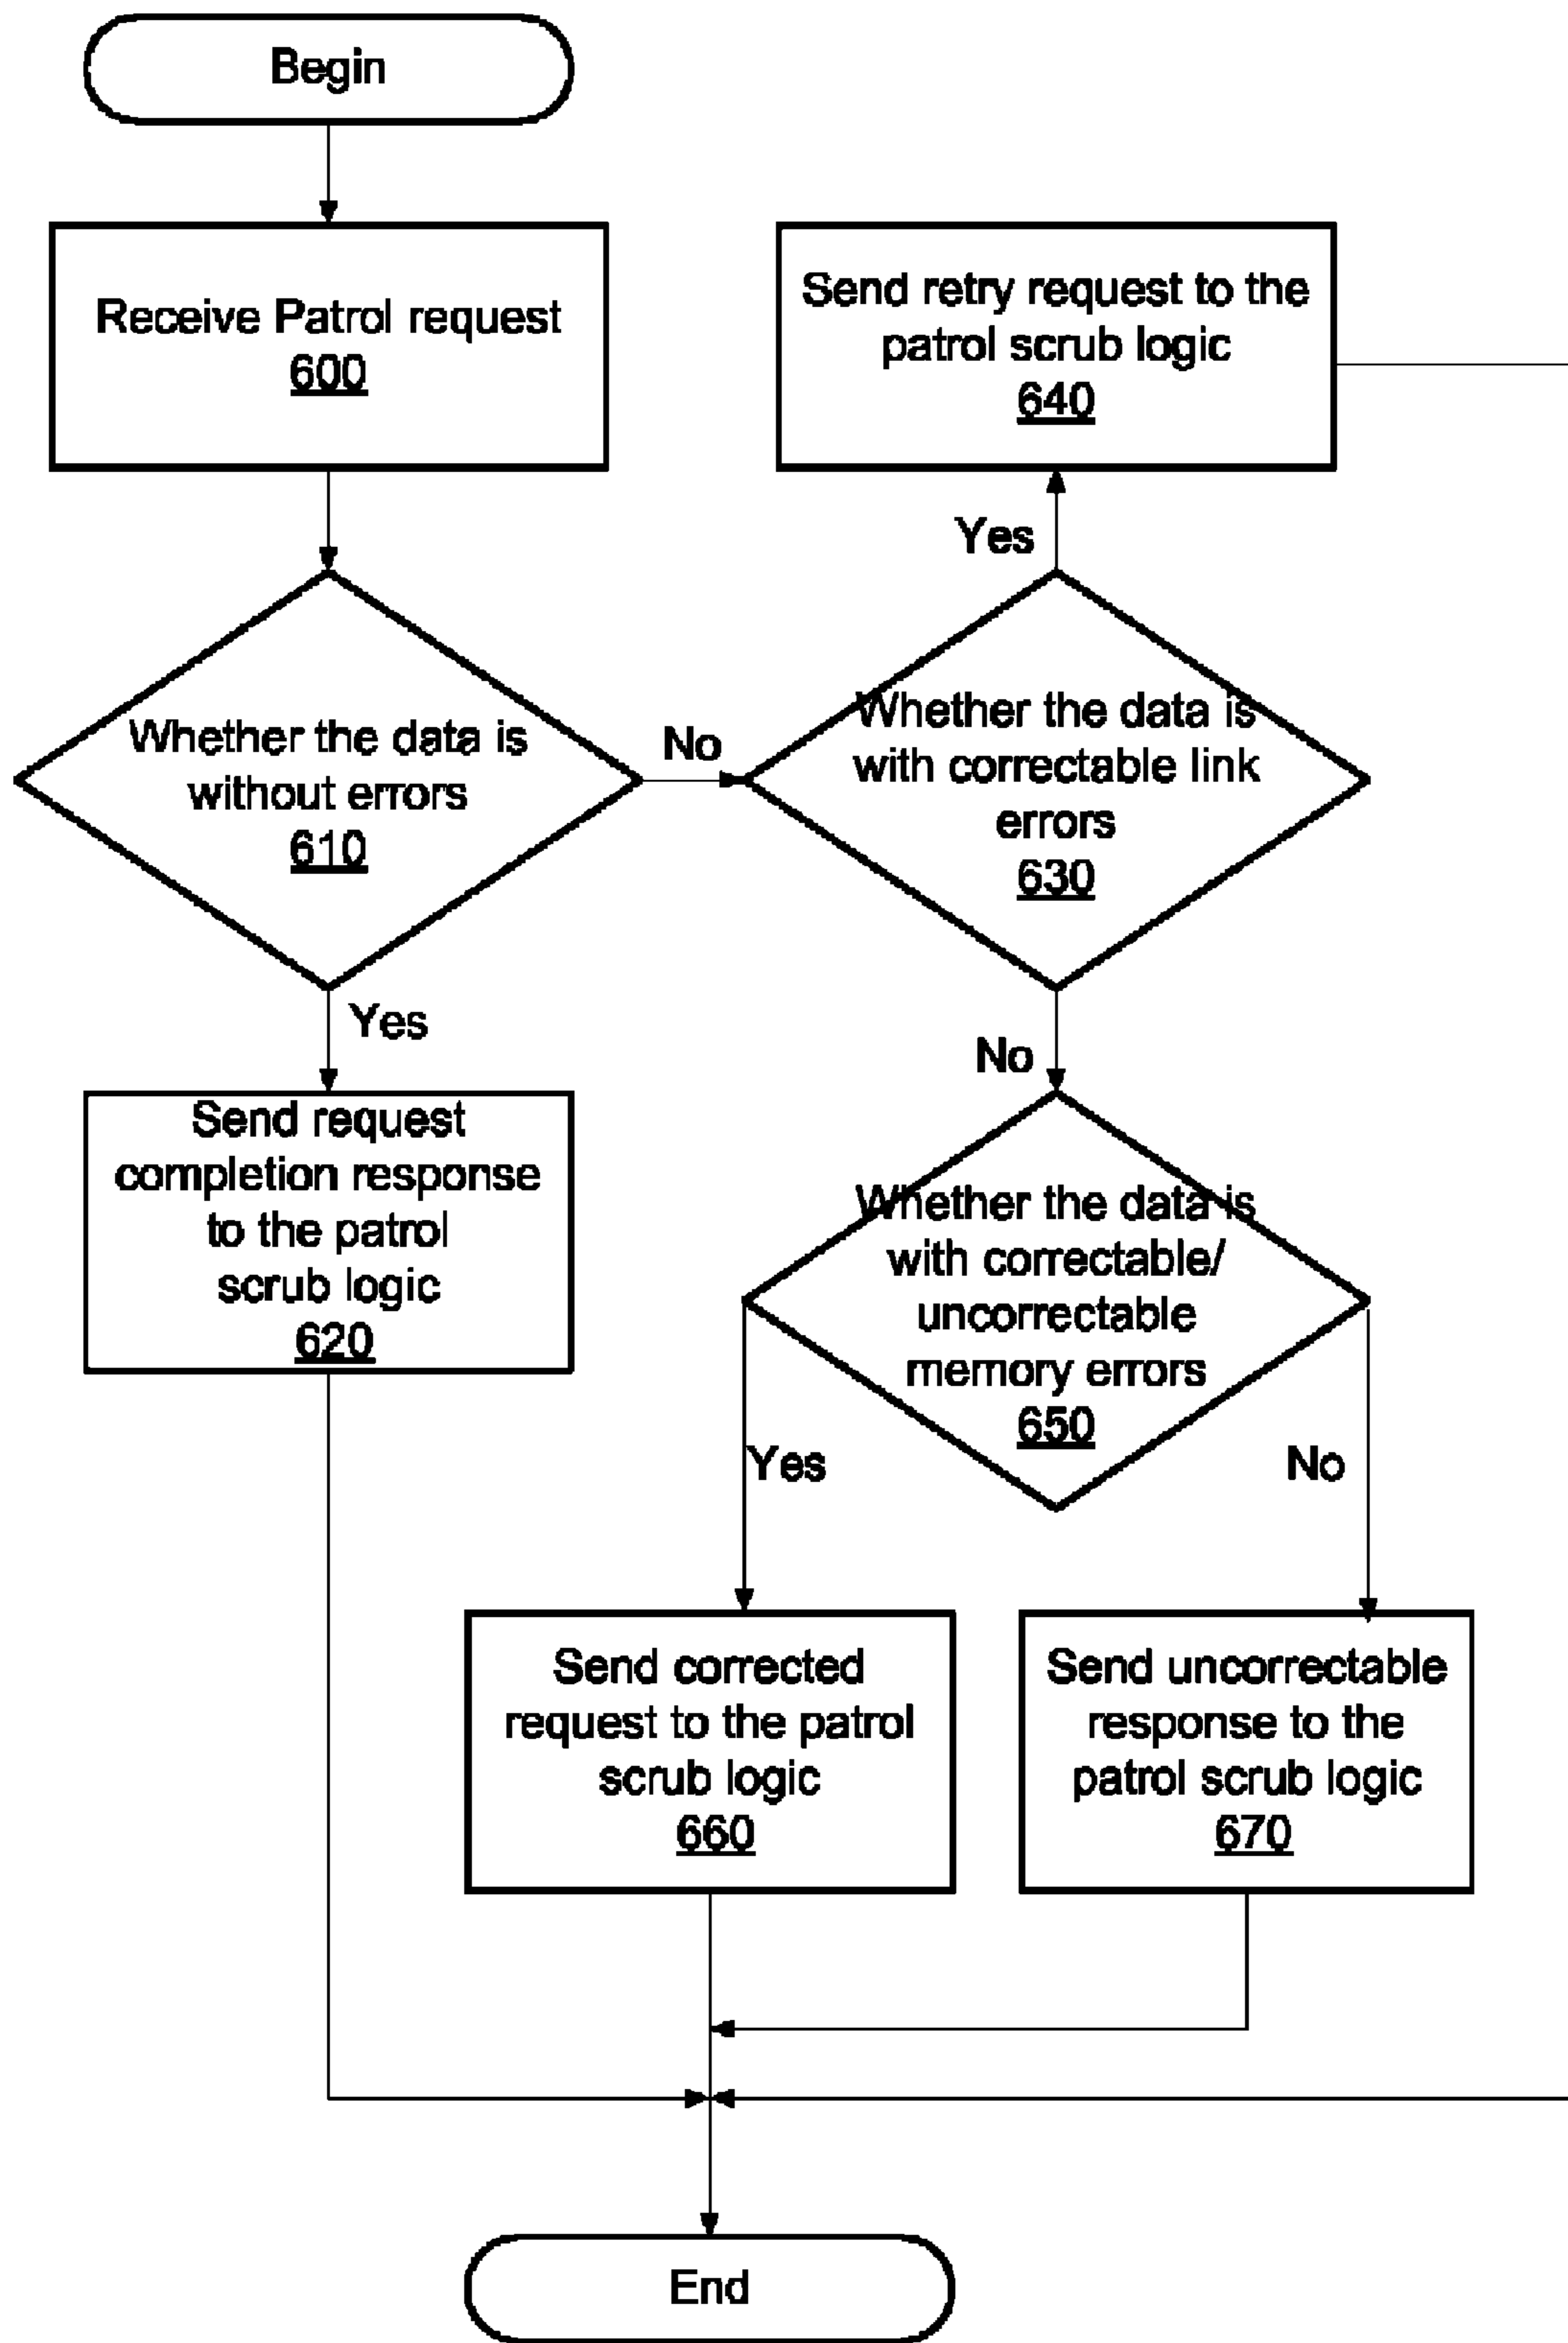 Begin
Receive Patrol request
600
Whether the data is
without errors
610
No
Yes
Send request
completion response
to the patrol
scrub logic
620
Send retry request to the
patrol scrub logic
640
Yes
Whether the data is
with correctable link
errors
630
No
Whether the data is
with correctable/
uncorrectable
memory errors
650
Yes
No
Send corrected
request to the patrol
scrub logic
660
Send uncorrectable
response to the
patrol scrub logic
670
End